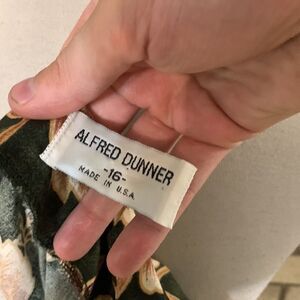 ALFRED DUNNER
-16-
MADE IN U.S.A.